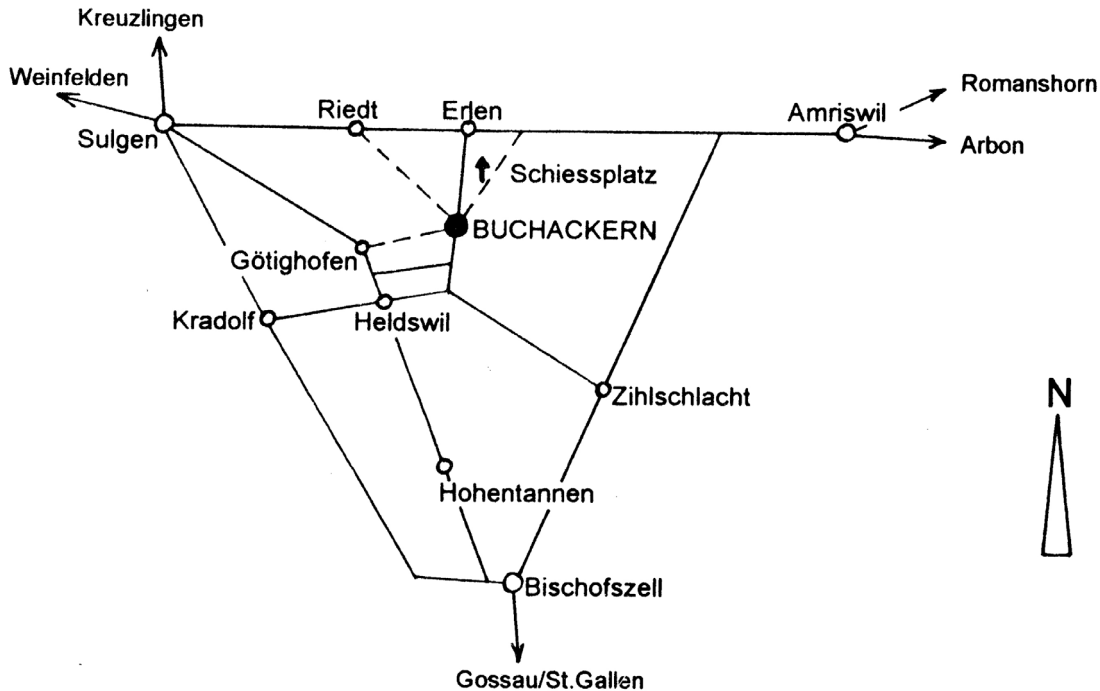 Kreuzlingen
Weinfelden
Romanshorn
Riedt
Erlen
Amriswil
Sulgen
Arbon
Schiessplatz
BUCHACKERN
Götighofen
Kradolf
Heldswil
Zihlschlacht
N
Hohentannen
Bischofszell
Gossau/St.Gallen